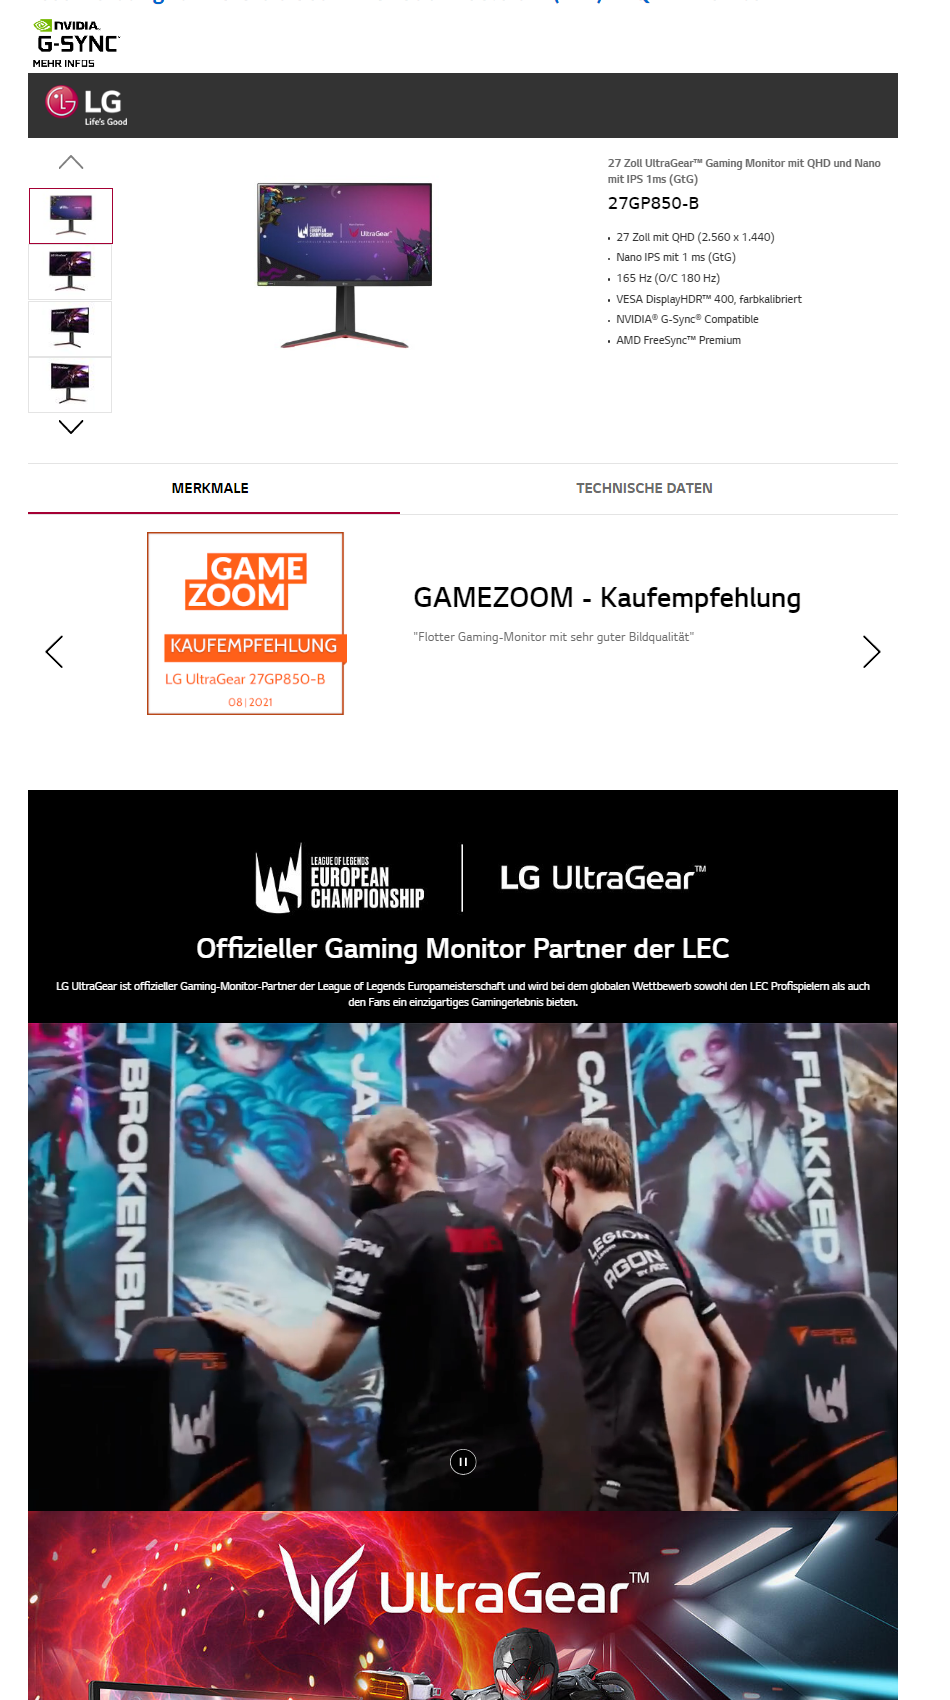 NVIDIA
G-SYNC
MEHR INFOS
LG
Life's Good
27 Zoll UltraGear™ Gaming Monitor mit QHD und Nano
mit IPS 1ms (GtG)
27GP850-B
27 Zoll mit QHD (2.560 x 1.440)
Nano IPS mit 1 ms (GtG)
165 Hz (O/C 180 Hz)
VESA DisplayHDR™ 400, farbkalibriert
NVIDIA® G-Sync® Compatible
AMD FreeSync™ Premium
EUROPEAN
CHAMPIONSHIP
UltraGear
MERKMALE
TECHNISCHE DATEN
GAME
ZOOM
KAUFEMPFEHLUNG
LG UltraGear 27GP850-B
08 | 2021
GAMEZOOM - Kaufempfehlung
"Flotter Gaming-Monitor mit sehr guter Bildqualität"
LEAGUE OF LEGENDS
EUROPEAN
CHAMPIONSHIP
LG UltraGear™
Offizieller Gaming Monitor Partner der LEC
LG UltraGear ist offizieller Gaming-Monitor-Partner der League of Legends Europameisterschaft und wird bei dem globalen Wettbewerb sowohl den LEC Profispielern als auch
den Fans ein einzigartiges Gamingerlebnis bieten.
BROKENBLA
JA
CA
FLAKKED
LEGION
AGON
BY AOC
UltraGear™